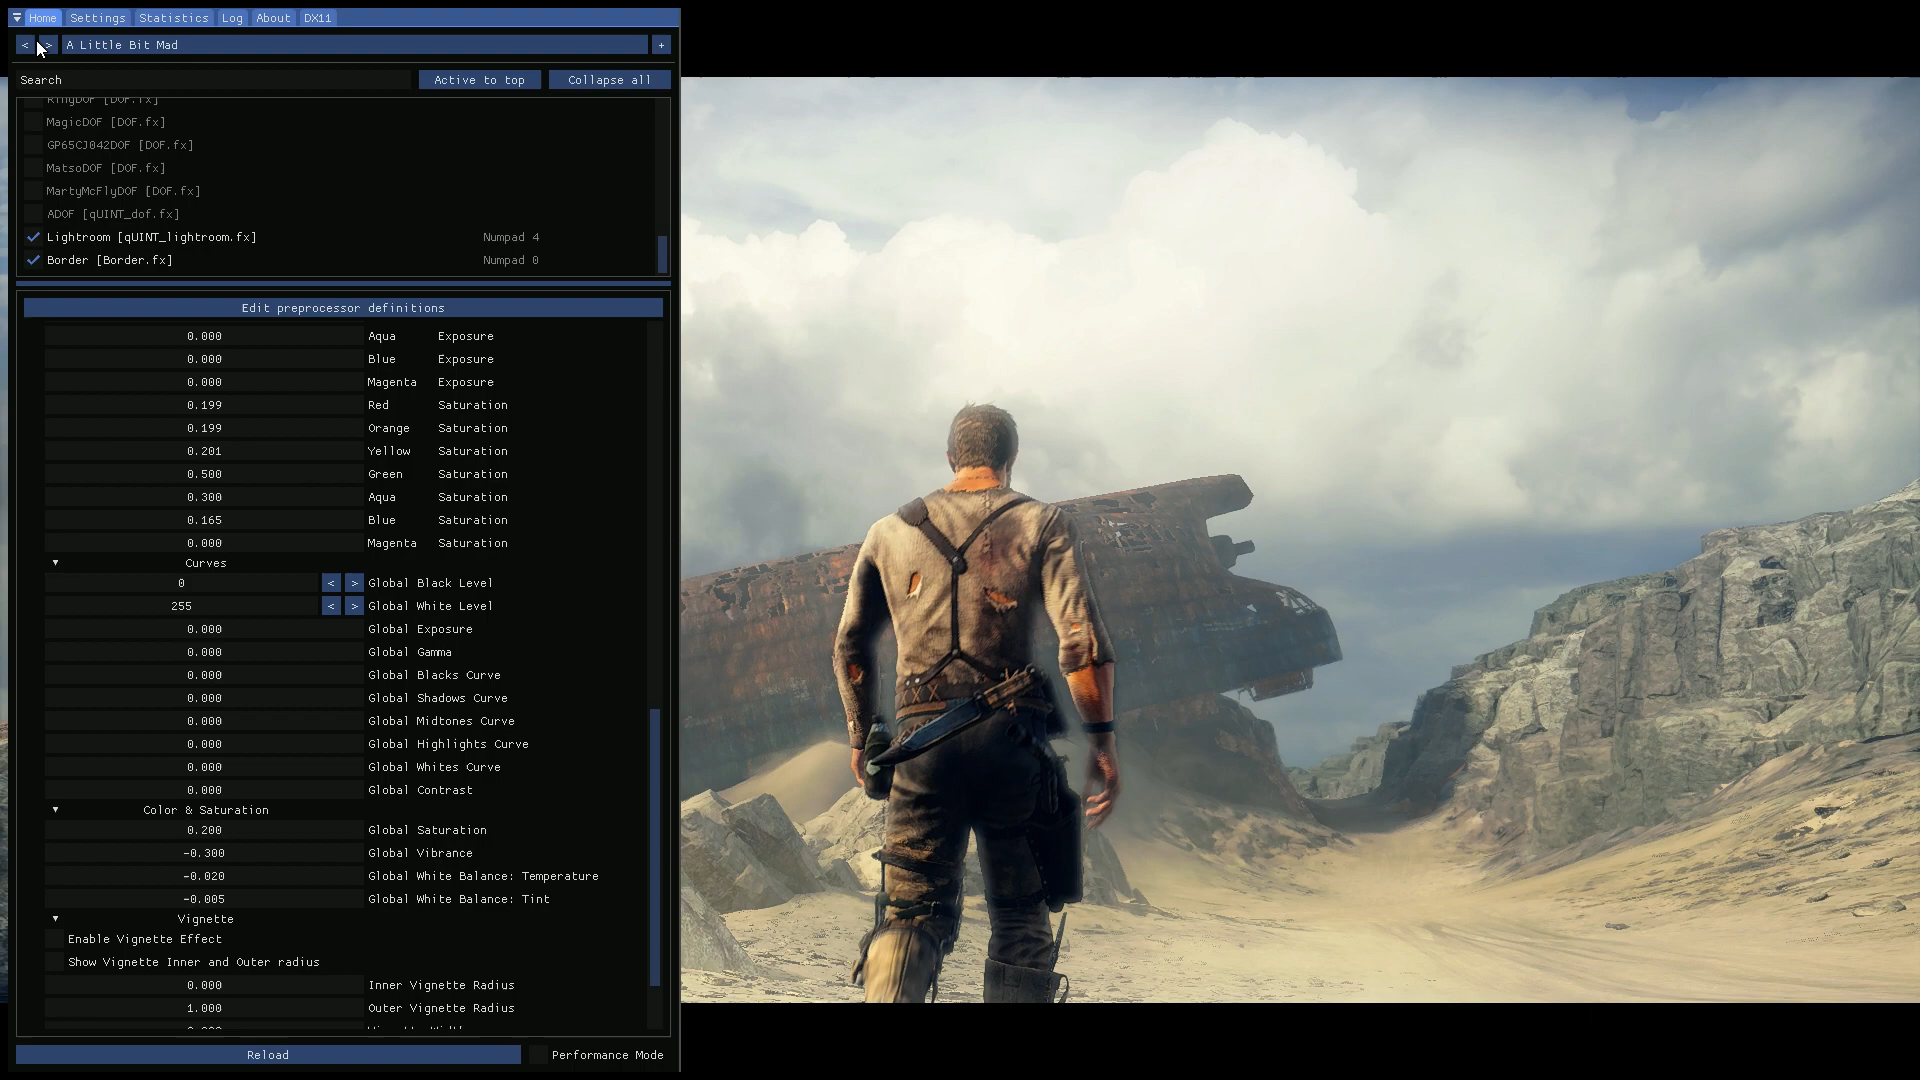 Home Settings Statistics Log About DX11
< > A Little Bit Mad +
Search Active to top Collapse all
RingDOF [DOF.fx]
MagicDOF [DOF.fx]
GP65CJ042DOF [DOF.fx]
MatsoDOF [DOF.fx]
MartyMcFlyDOF [DOF.fx]
ADOF [qUINT_dof.fx]
Lightroom [qUINT_lightroom.fx] Numpad 4
Border [Border.fx] Numpad 0
Edit preprocessor definitions
0.000 Aqua Exposure
0.000 Blue Exposure
0.000 Magenta Exposure
0.199 Red Saturation
0.199 Orange Saturation
0.201 Yellow Saturation
0.500 Green Saturation
0.300 Aqua Saturation
0.165 Blue Saturation
0.000 Magenta Saturation
Curves
0 < > Global Black Level
255 < > Global White Level
0.000 Global Exposure
0.000 Global Gamma
0.000 Global Blacks Curve
0.000 Global Shadows Curve
0.000 Global Midtones Curve
0.000 Global Highlights Curve
0.000 Global Whites Curve
0.000 Global Contrast
Color & Saturation
0.200 Global Saturation
-0.300 Global Vibrance
-0.020 Global White Balance: Temperature
-0.005 Global White Balance: Tint
Vignette
Enable Vignette Effect
Show Vignette Inner and Outer radius
0.000 Inner Vignette Radius
1.000 Outer Vignette Radius
Reload Performance Mode